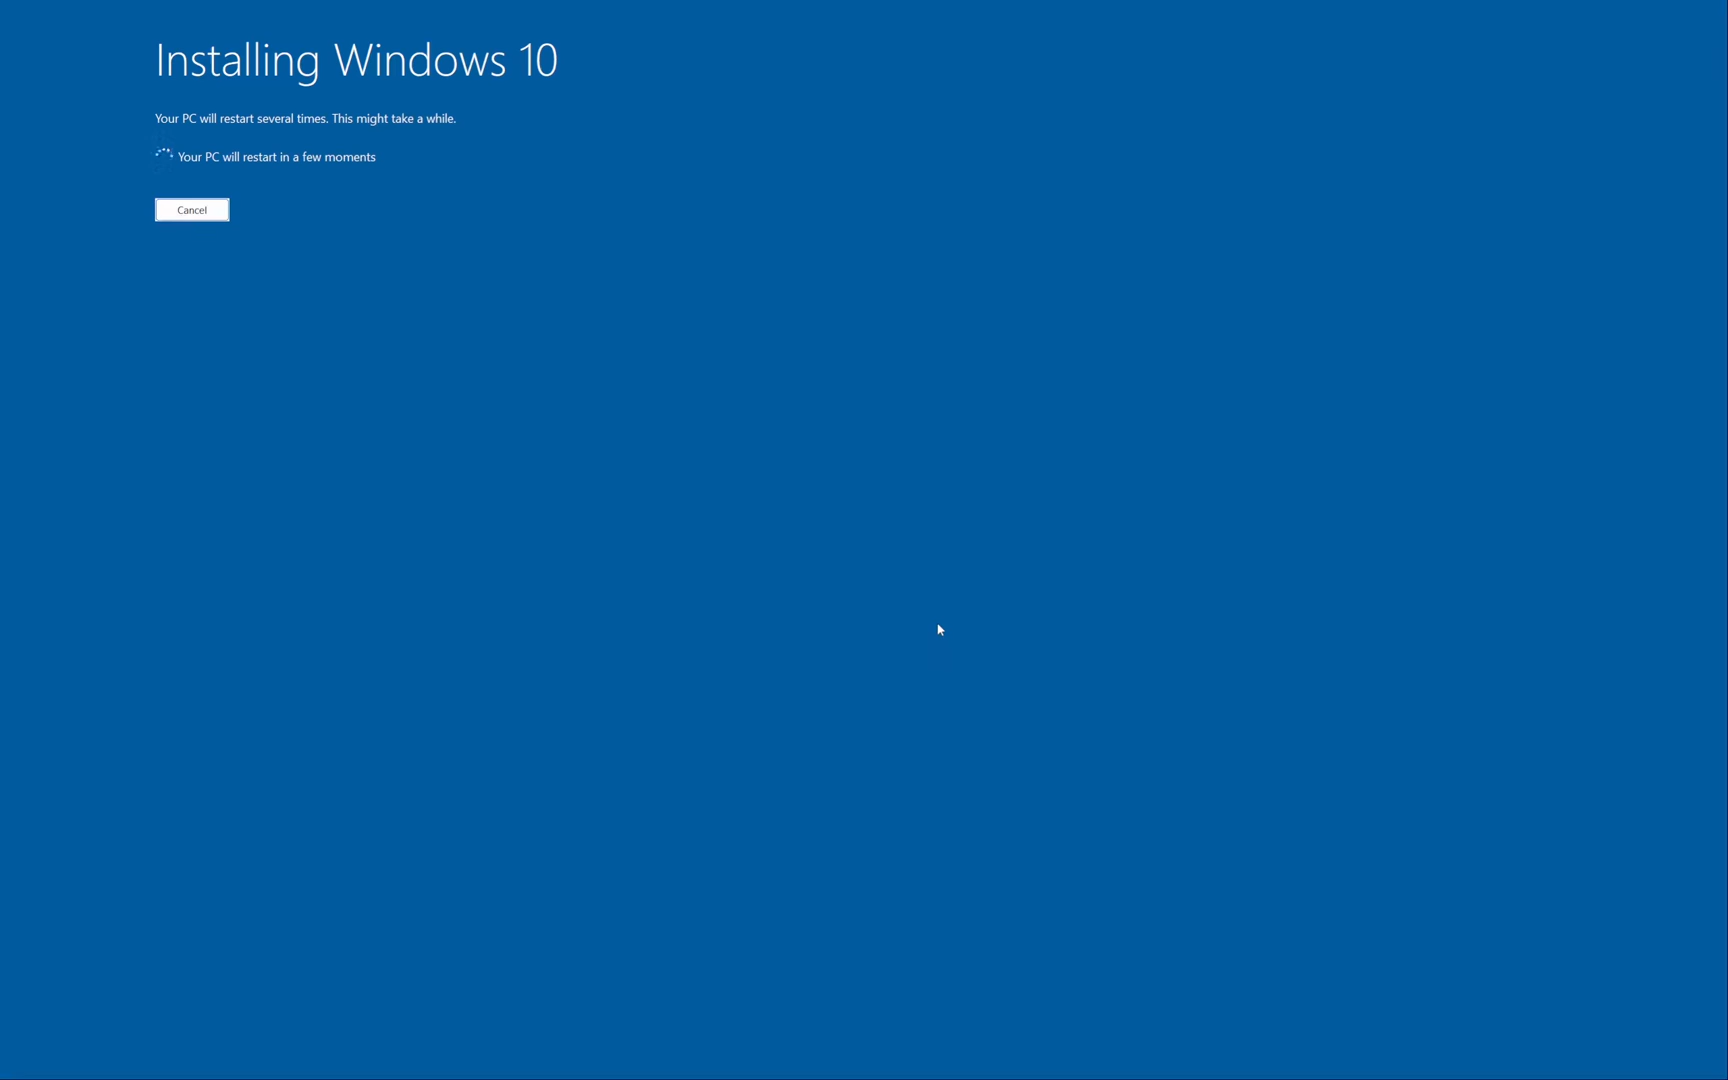 Installing Windows 10
Your PC will restart several times. This might take a while.
Your PC will restart in a few moments
Cancel